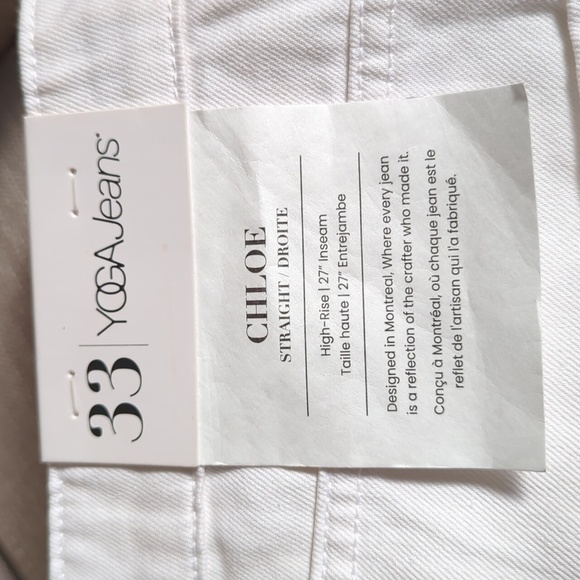 33 | YOGAJeans
CHLOE
STRAIGHT / DROITE
High-Rise | 27" Inseam
Taille haute | 27" Entrejambe
Designed in Montreal, Where every jean
is a reflection of the crafter who made it.
Conçu à Montréal, où chaque jean est le
reflet de l'artisan qui l'a fabriqué.